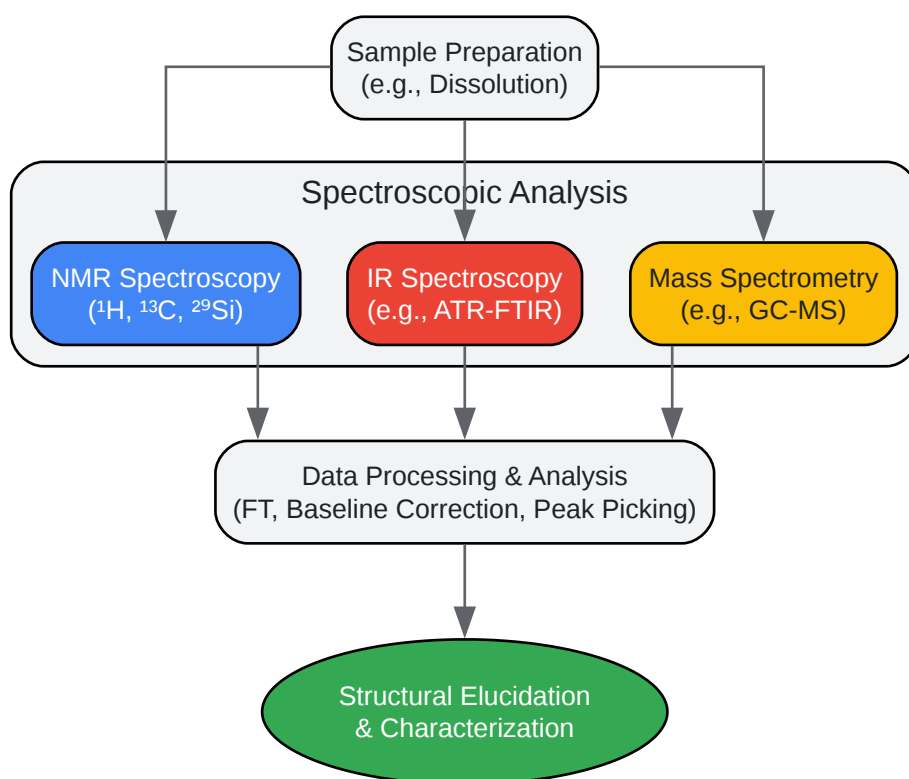 Sample Preparation
(e.g., Dissolution)
Spectroscopic Analysis
NMR Spectroscopy
(¹H, ¹³C, ²⁹Si)
IR Spectroscopy
(e.g., ATR-FTIR)
Mass Spectrometry
(e.g., GC-MS)
Data Processing & Analysis
(FT, Baseline Correction, Peak Picking)
Structural Elucidation
& Characterization